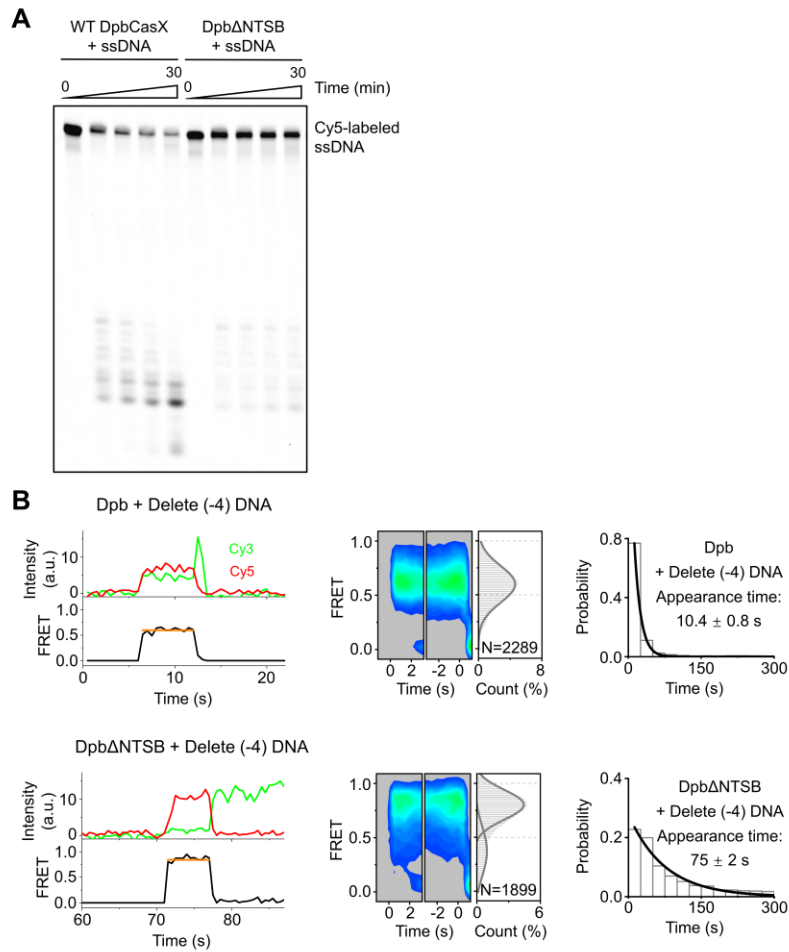 A
WT DpbCasX
+ ssDNA
DpbΔNTSB
+ ssDNA
0 30 0 30
Time (min)
Cy5-labeled
ssDNA
B
Dpb + Delete (-4) DNA
Intensity
(a.u.)
10
0
Cy3
Cy5
FRET
1.0
0.5
0.0
0 10 20
Time (s)
FRET
1.0
0.5
0.0
N=2289
0 2 -2 0 0 8
Time (s) Count (%)
Probability
0.8
0.4
0.0
Dpb
+ Delete (-4) DNA
Appearance time:
10.4 ± 0.8 s
0 150 300
Time (s)
DpbΔNTSB + Delete (-4) DNA
Intensity
(a.u.)
10
0
FRET
1.0
0.5
0.0
60 70 80
Time (s)
FRET
1.0
0.5
0.0
N=1899
0 2 -2 0 0 6
Time (s) Count (%)
Probability
0.4
0.2
0.0
DpbΔNTSB
+ Delete (-4) DNA
Appearance time:
75 ± 2 s
0 150 300
Time (s)